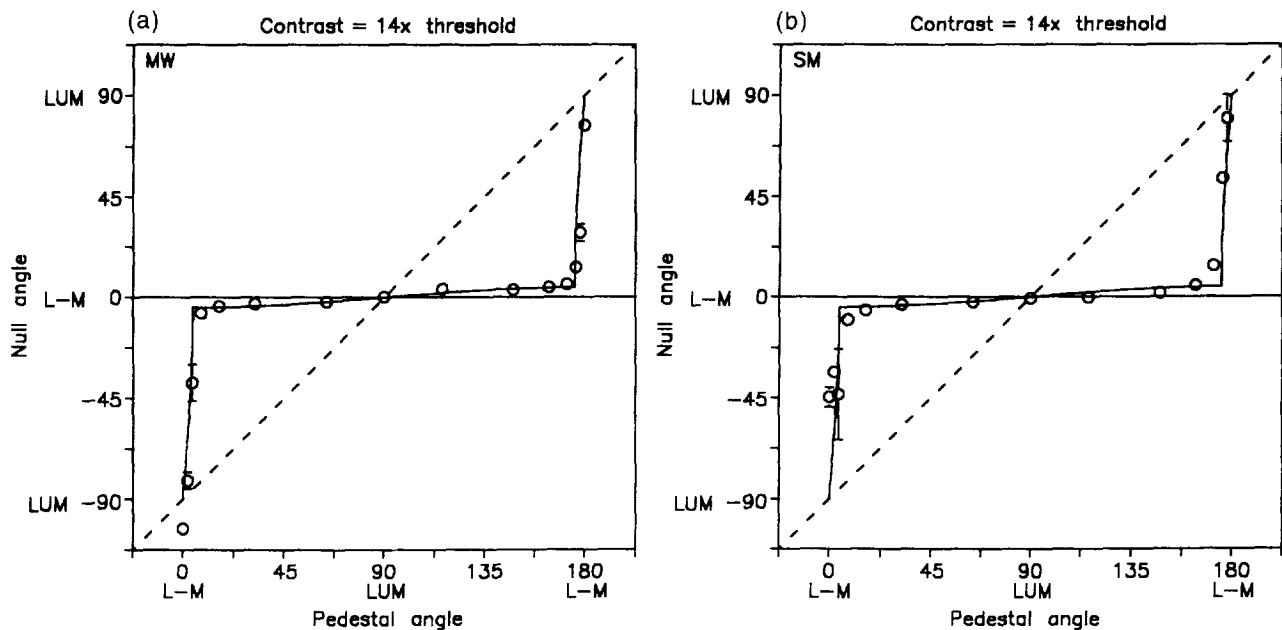 (a) Contrast = 14x threshold
MW
LUM 90
45
L-M 0
-45
LUM -90
Null angle
0 45 90 135 180
L-M LUM L-M
Pedestal angle
(b) Contrast = 14x threshold
SM
LUM 90
45
L-M 0
-45
LUM -90
Null angle
0 45 90 135 180
L-M LUM L-M
Pedestal angle